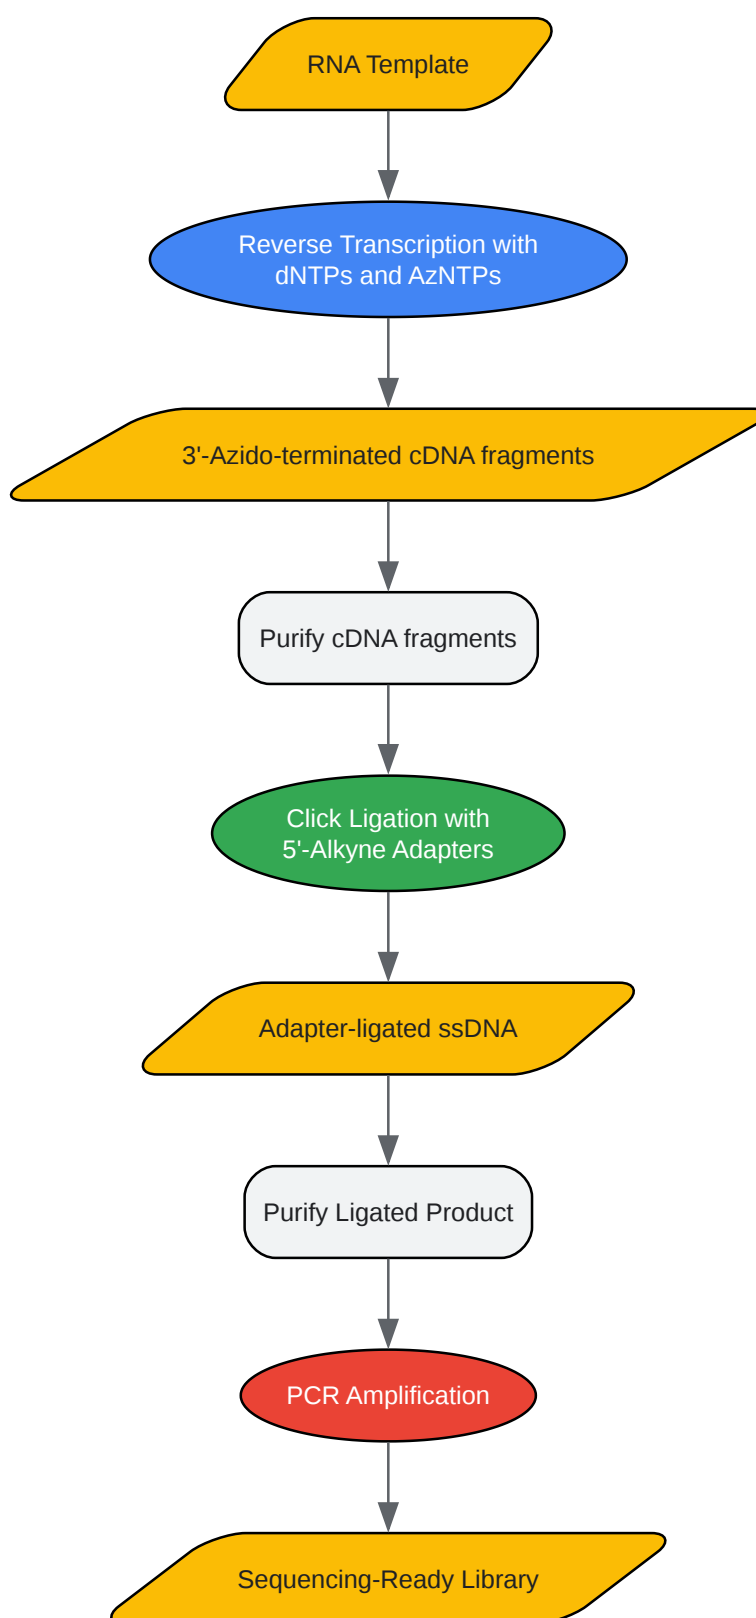 RNA Template
Reverse Transcription with
dNTPs and AzNTPs
3'-Azido-terminated cDNA fragments
Purify cDNA fragments
Click Ligation with
5'-Alkyne Adapters
Adapter-ligated ssDNA
Purify Ligated Product
PCR Amplification
Sequencing-Ready Library